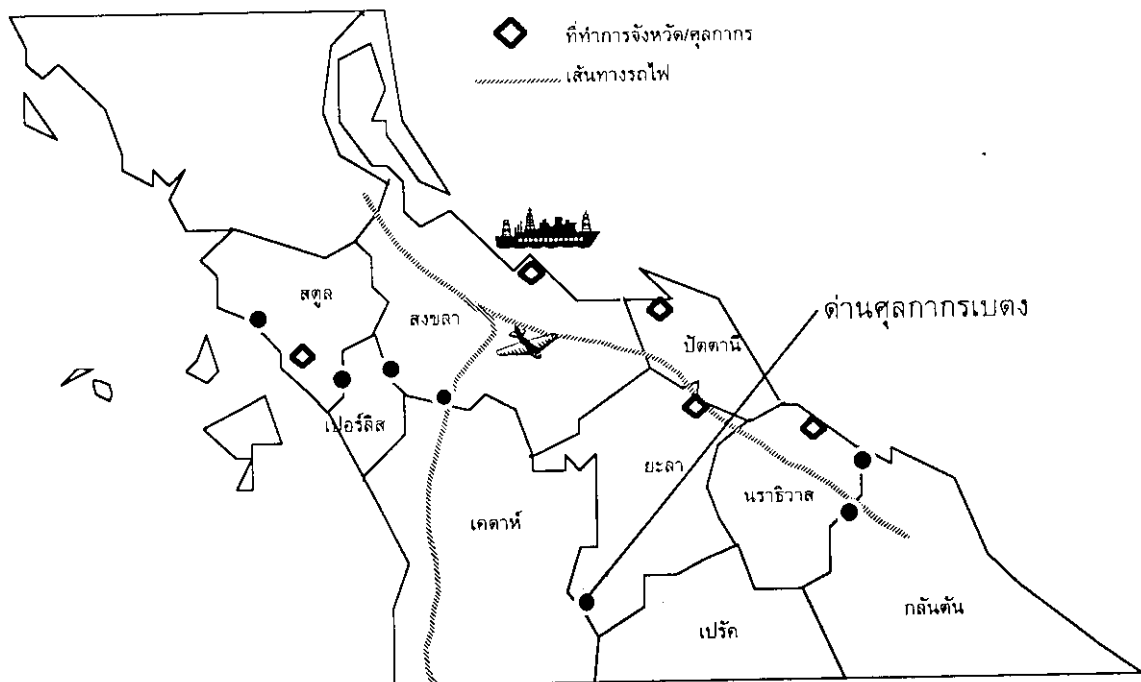 ที่ทำการจังหวัด/ศุลกากร
เส้นทางรถไฟ
สตูล
สงขลา
ด่านศุลกากรเบตง
ปัตตานี
เปอร์ลิส
ยะลา
นราธิวาส
เคดาห์
เปรัค
กลันตัน